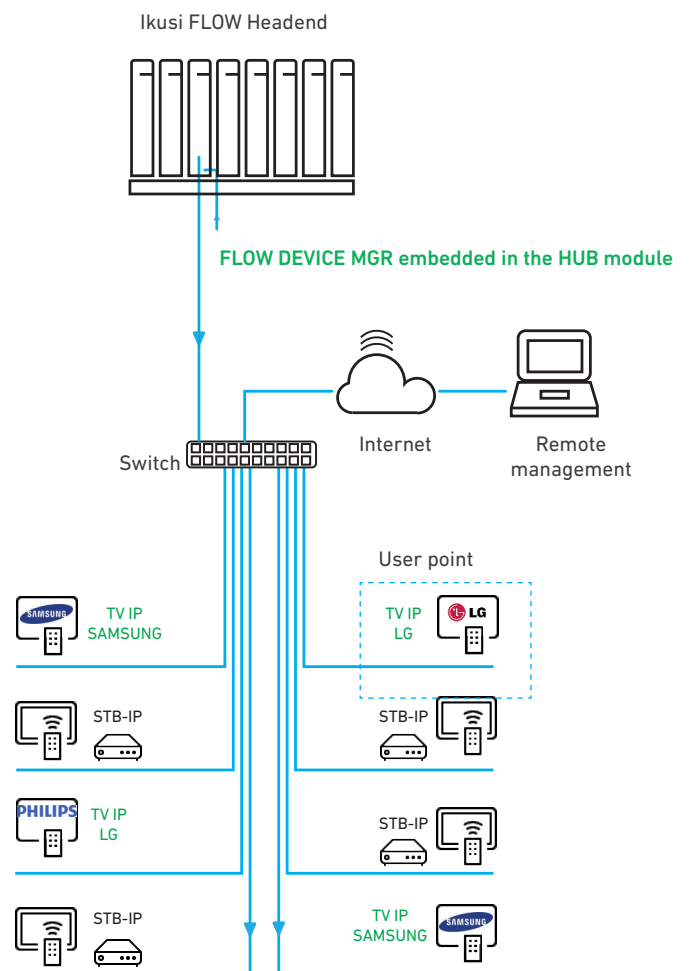 Ikusi FLOW Headend
FLOW DEVICE MGR embedded in the HUB module
Internet
Remote
management
Switch
User point
SAMSUNG
TV IP
SAMSUNG
TV IP
LG
LG
STB-IP
STB-IP
PHILIPS
TV IP
LG
STB-IP
STB-IP
TV IP
SAMSUNG
SAMSUNG